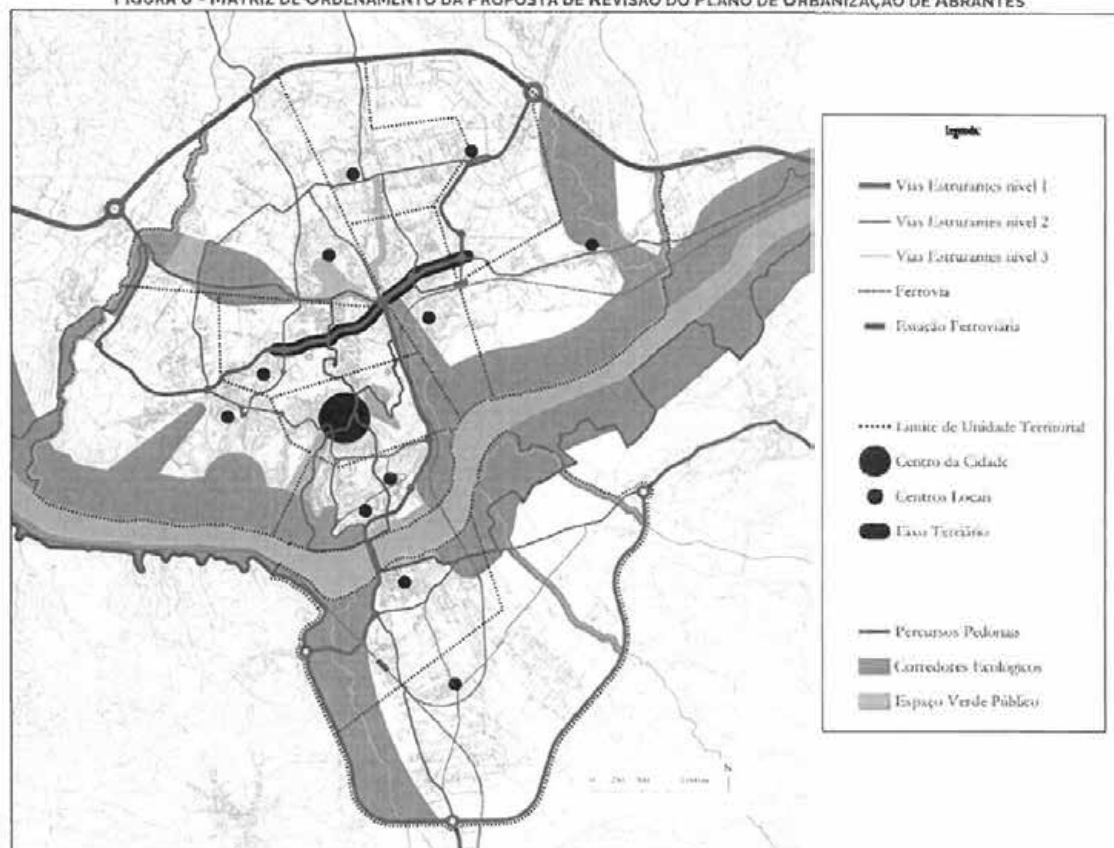 FIGURA 6 - MATRIZ DE ORDENAMENTO DA PROPOSTA DE REVISÃO DO PLANO DE URBANIZAÇÃO DE ABRANTES
Legenda:
Vias Estruturantes nível 1
Vias Estruturantes nível 2
Vias Estruturantes nível 3
Ferrovia
Estação Ferroviária
Limite de Unidade Territorial
Centro da Cidade
Centros Locais
Eixo Terciário
Percursos Pedonais
Corredores Ecológicos
Espaço Verde Público
N